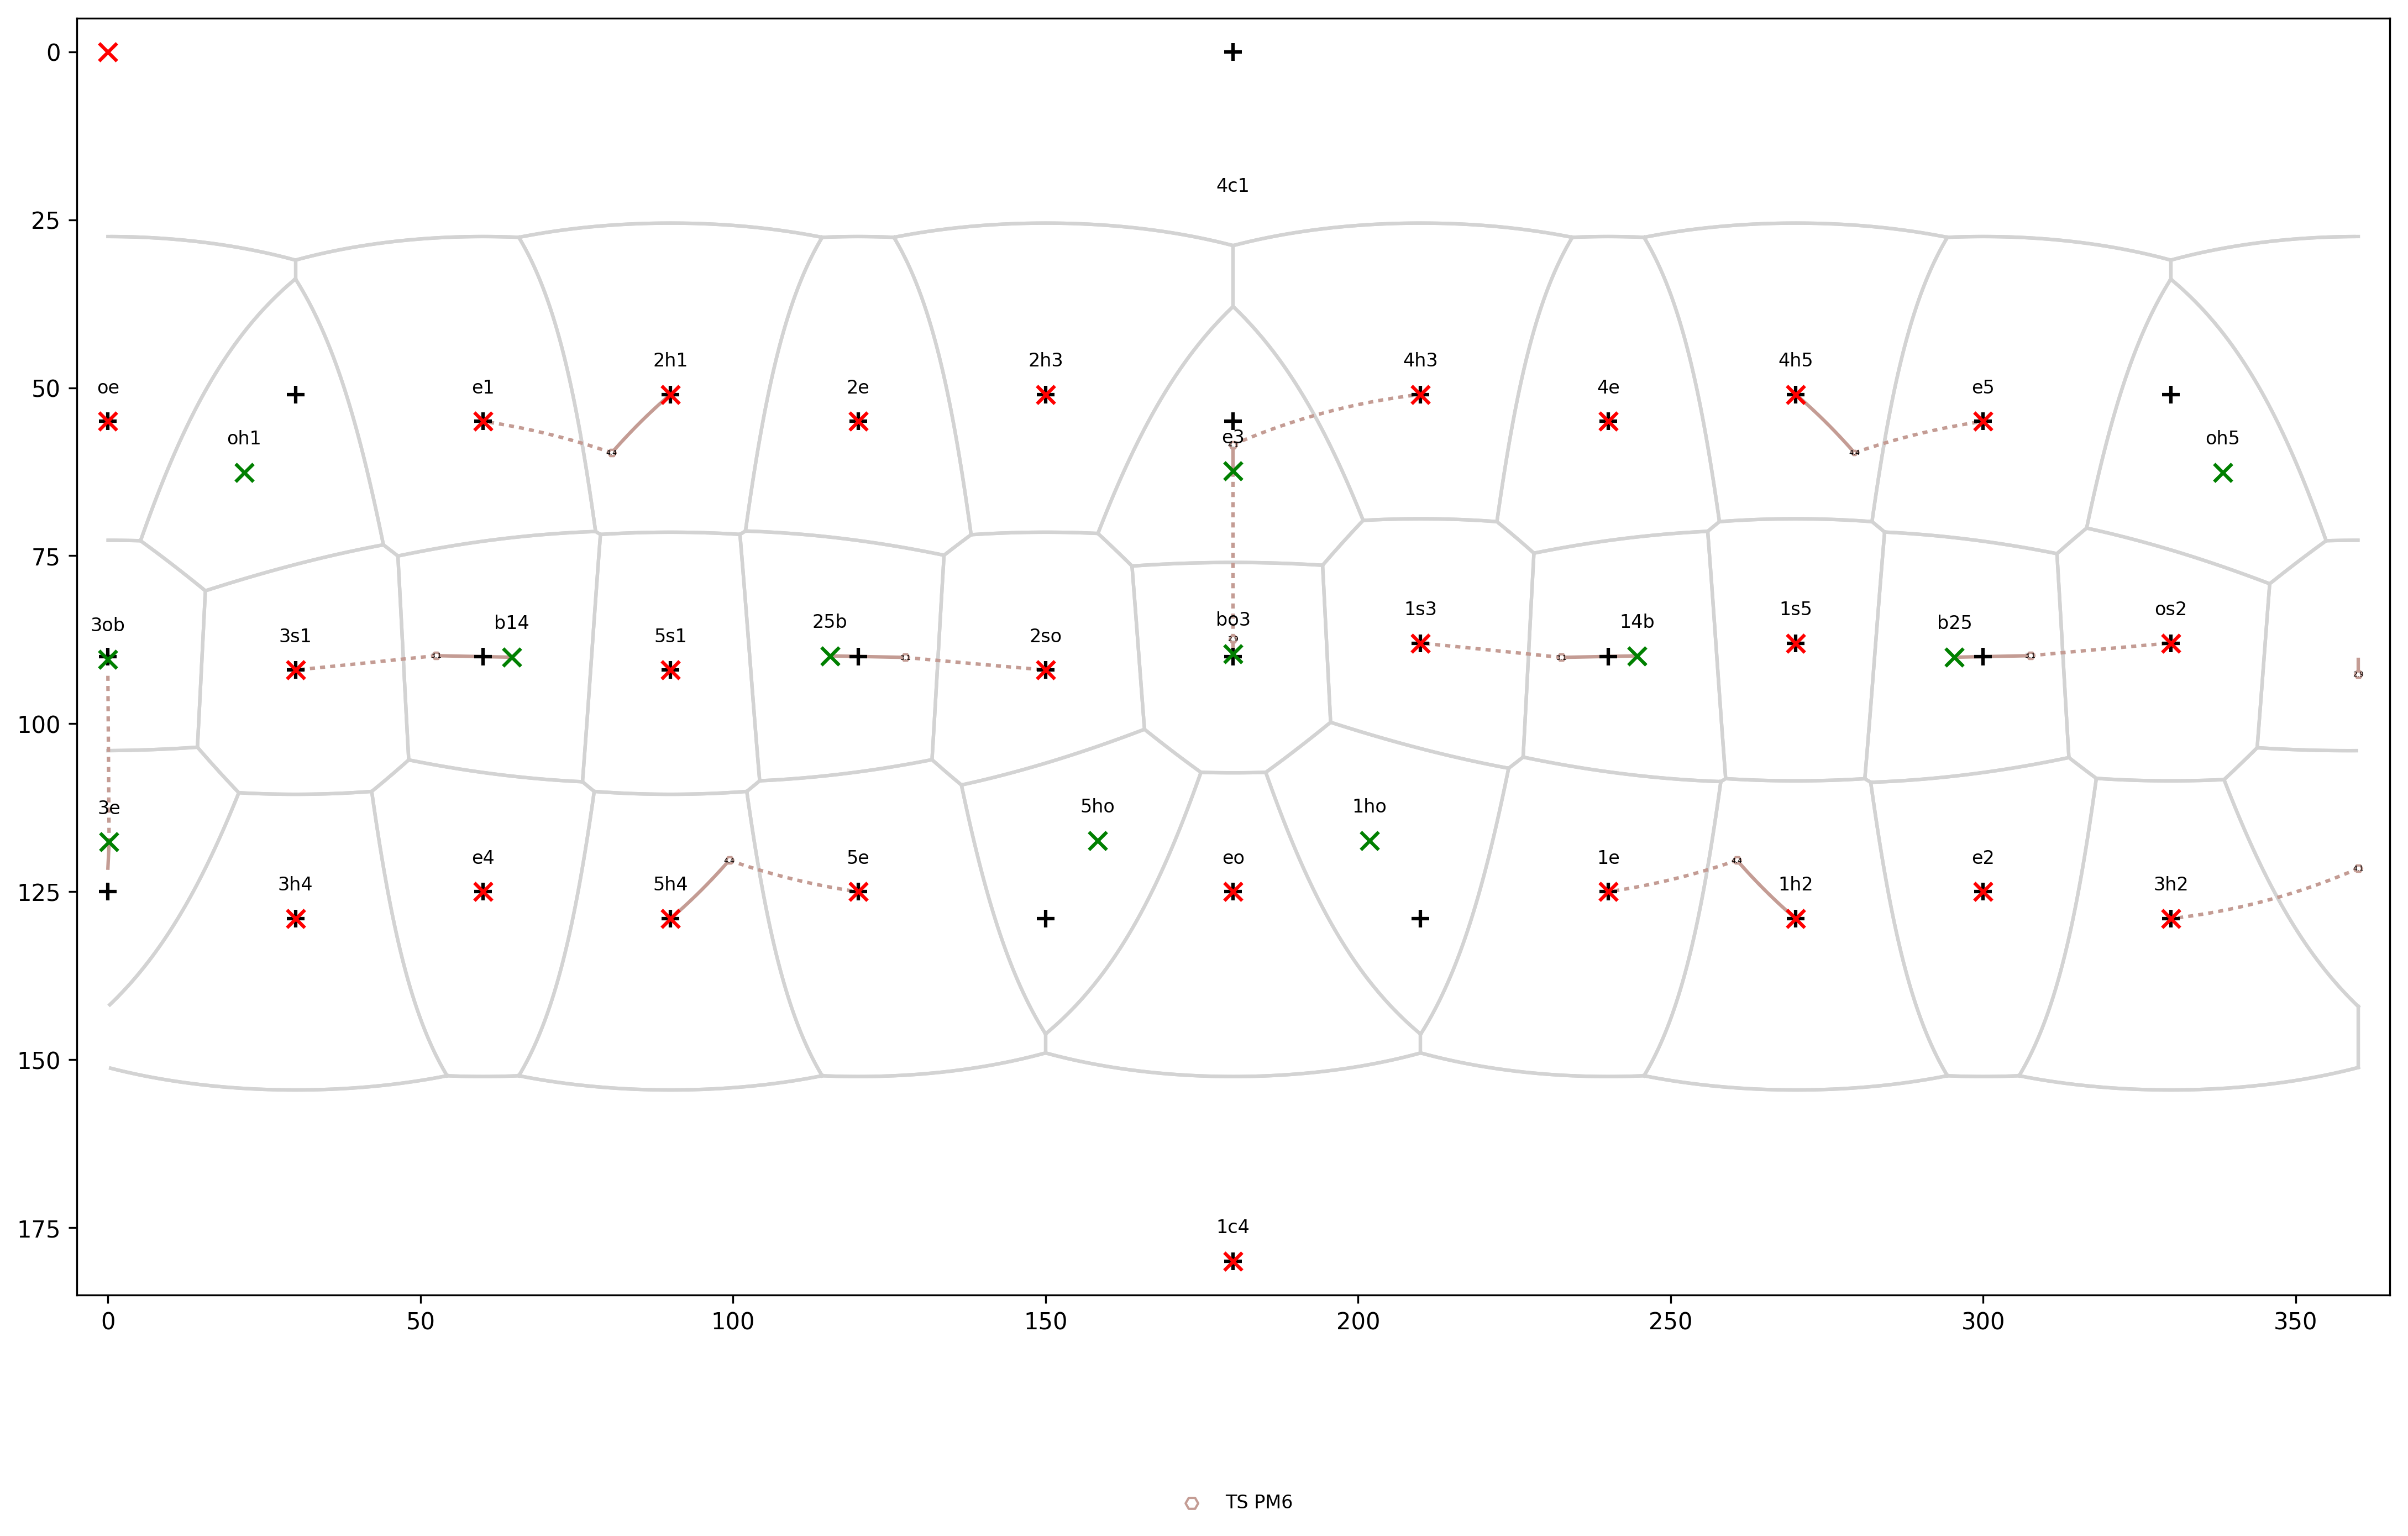 0
4c1
25
2h1 2h3 4h3 4h5
50 oe e1 2e 4e e5
oh1 e3 oh5
75
3ob 3s1 b14 5s1 25b 2so bo3 1s3 14b 1s5 b25 os2
100
3e 5ho 1ho
125 3h4 e4 5h4 5e eo 1e 1h2 e2 3h2
150
175 1c4
0 50 100 150 200 250 300 350
TS PM6